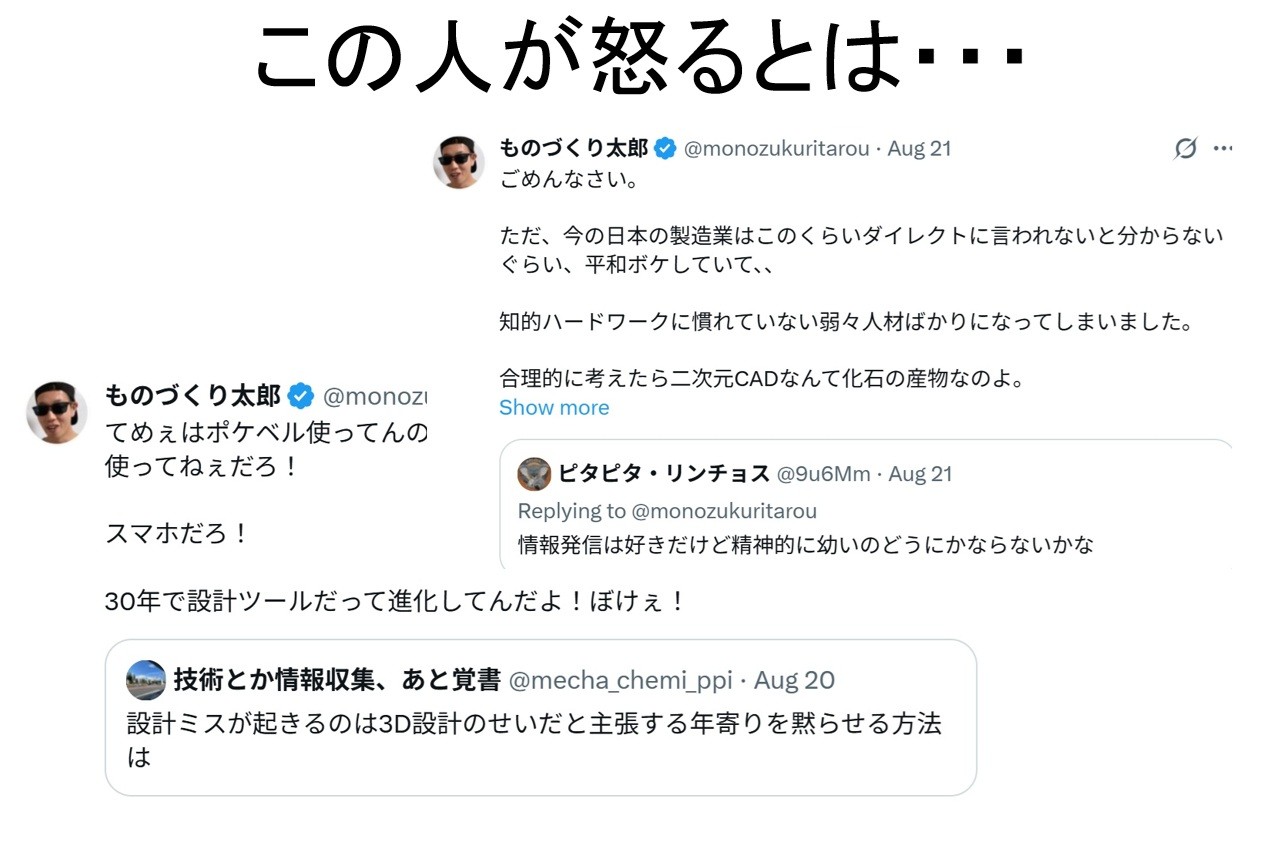 この人が怒るとは・・・
ものづくり太郎 @monozukuritarou · Aug 21
ごめんなさい。
ただ、今の日本の製造業はこのくらいダイレクトに言われないと分からない
ぐらい、平和ボケしていて、、
知的ハードワークに慣れていない弱々人材ばかりになってしまいました。
合理的に考えたら二次元CADなんて化石の産物なのよ。
Show more
ピタピタ・リンチョス @9u6Mm · Aug 21
Replying to @monozukuritarou
情報発信は好きだけど精神的に幼いのどうにかならないかな
ものづくり太郎 @monozu
てめぇはポケベル使ってんの
使ってねぇだろ！
スマホだろ！
30年で設計ツールだって進化してんだよ！ぼけぇ！
技術とか情報収集、あと覚書 @mecha_chemi_ppi · Aug 20
設計ミスが起きるのは3D設計のせいだと主張する年寄りを黙らせる方法
は